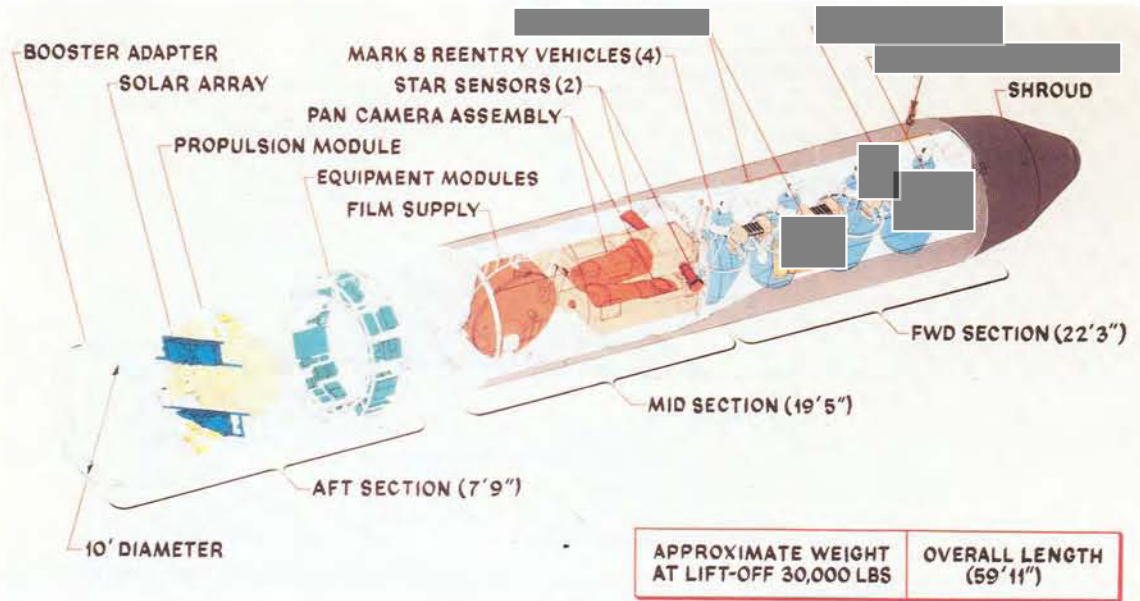 BOOSTER ADAPTER
SOLAR ARRAY
PROPULSION MODULE
EQUIPMENT MODULES
FILM SUPPLY
MARK 8 REENTRY VEHICLES (4)
STAR SENSORS (2)
PAN CAMERA ASSEMBLY
SHROUD
FWD SECTION (22'3")
MID SECTION (19'5")
AFT SECTION (7'9")
10' DIAMETER
APPROXIMATE WEIGHT
AT LIFT-OFF 30,000 LBS
OVERALL LENGTH
(59'11")